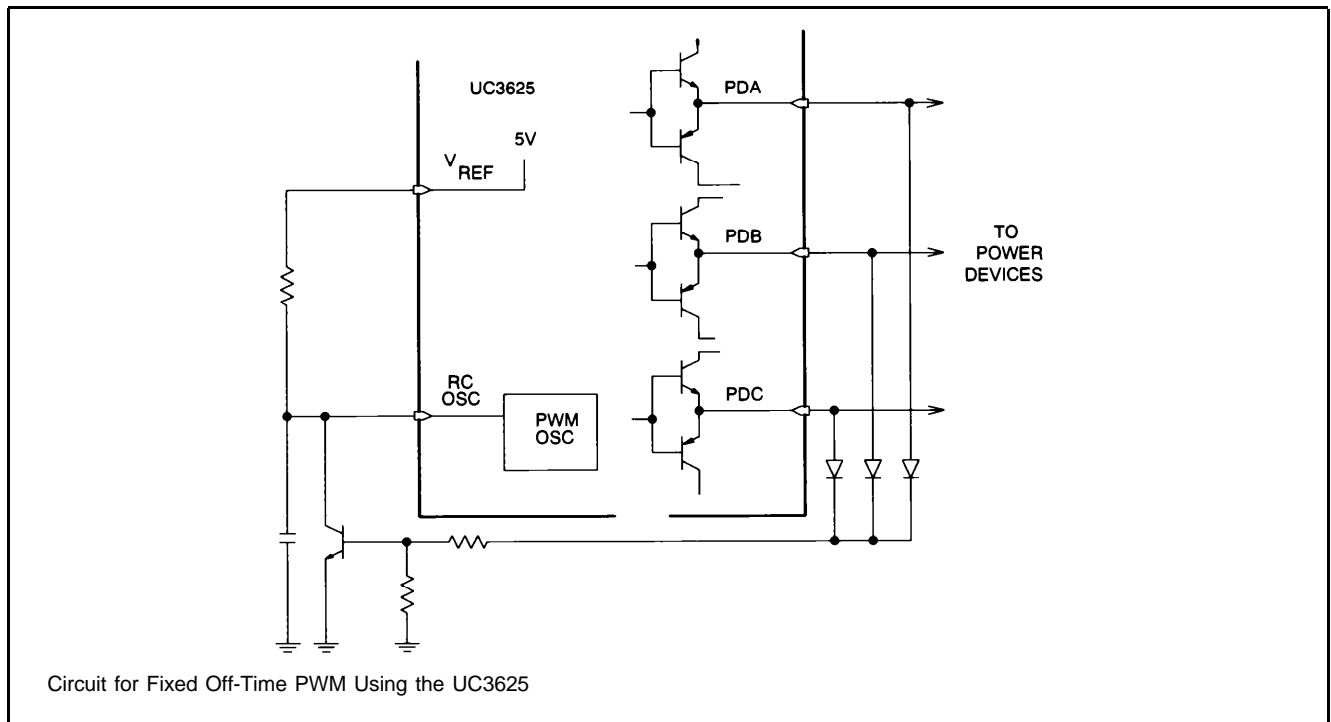 UC3625
5V
V
REF
PDA
PDB
TO
POWER
DEVICES
RC
OSC
PWM
OSC
PDC
Circuit for Fixed Off-Time PWM Using the UC3625